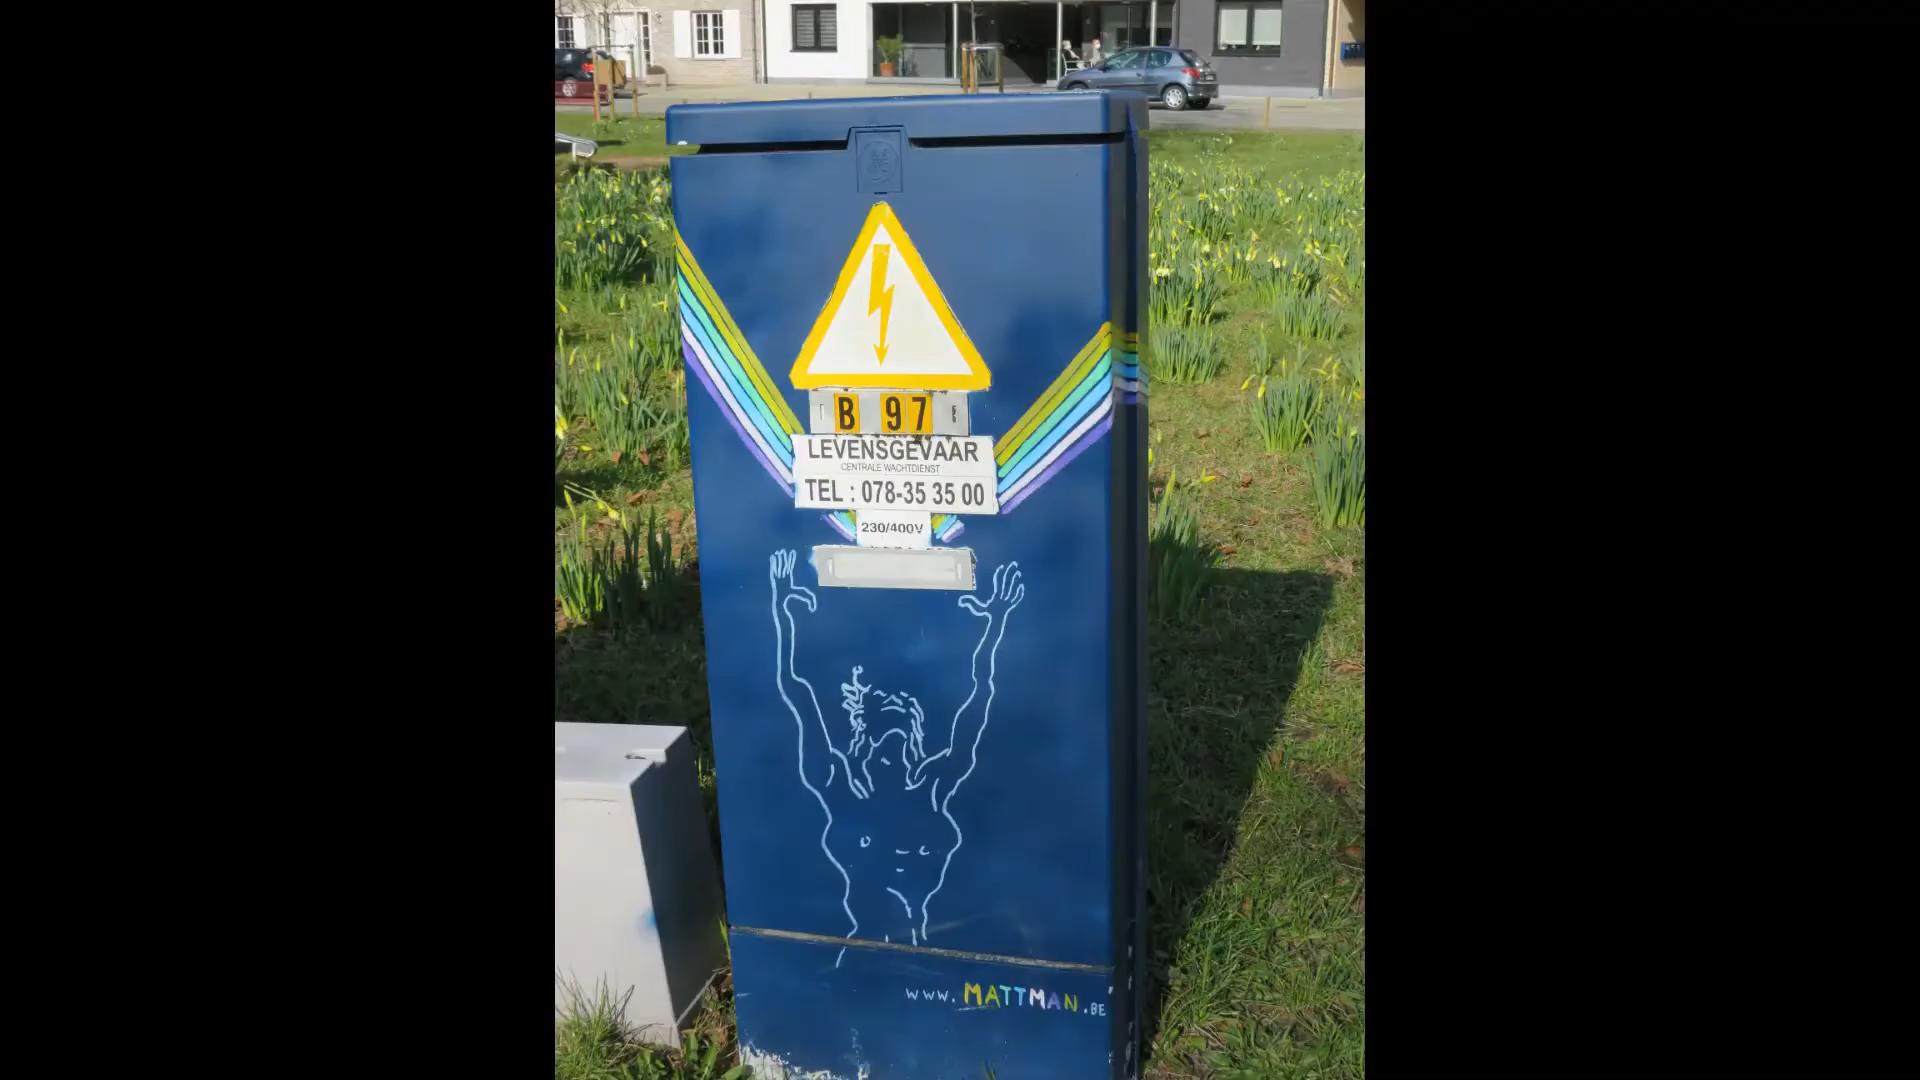 B 97
LEVENSGEVAAR
CENTRALE WACHTDIENST
TEL : 078-35 35 00
230/400V
www.MATTMAN.BE